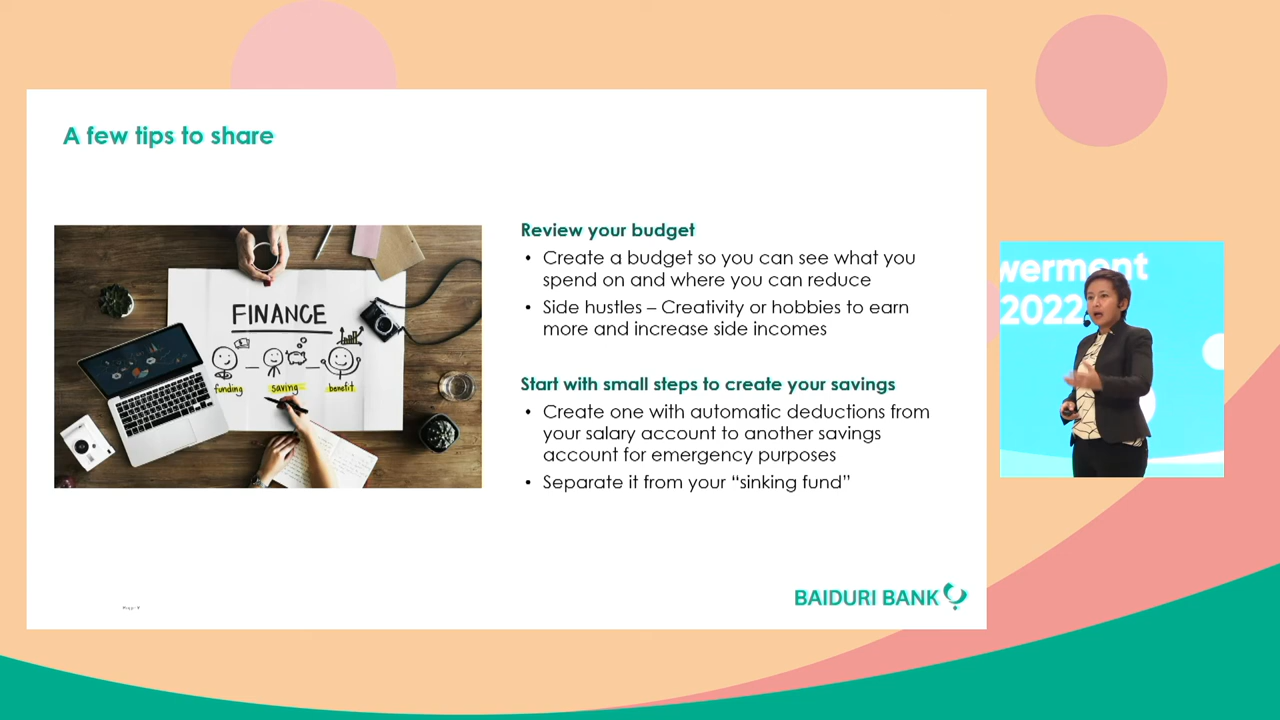 A few tips to share
FINANCE
funding
saving
benefit
Review your budget
• Create a budget so you can see what you
spend on and where you can reduce
• Side hustles – Creativity or hobbies to earn
more and increase side incomes
Start with small steps to create your savings
• Create one with automatic deductions from
your salary account to another savings
account for emergency purposes
• Separate it from your “sinking fund”
BAIDURI BANK
werment
2022